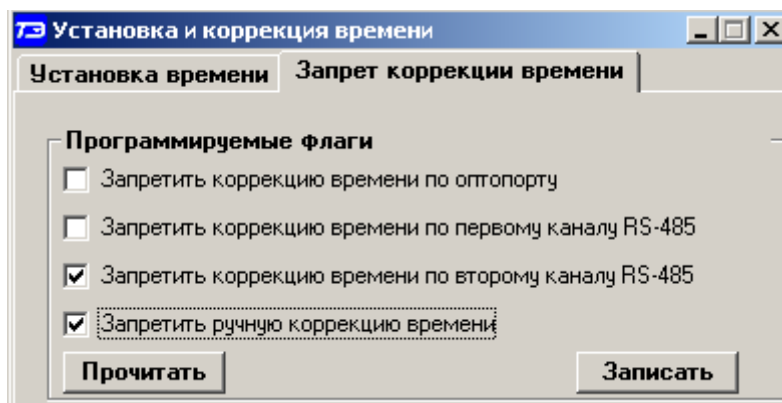 ТЭ Установка и коррекция времени
Установка времени Запрет коррекции времени
Программируемые флаги
Запретить коррекцию времени по оптопорту
Запретить коррекцию времени по первому каналу RS-485
Запретить коррекцию времени по второму каналу RS-485
Запретить ручную коррекцию времени
Прочитать Записать